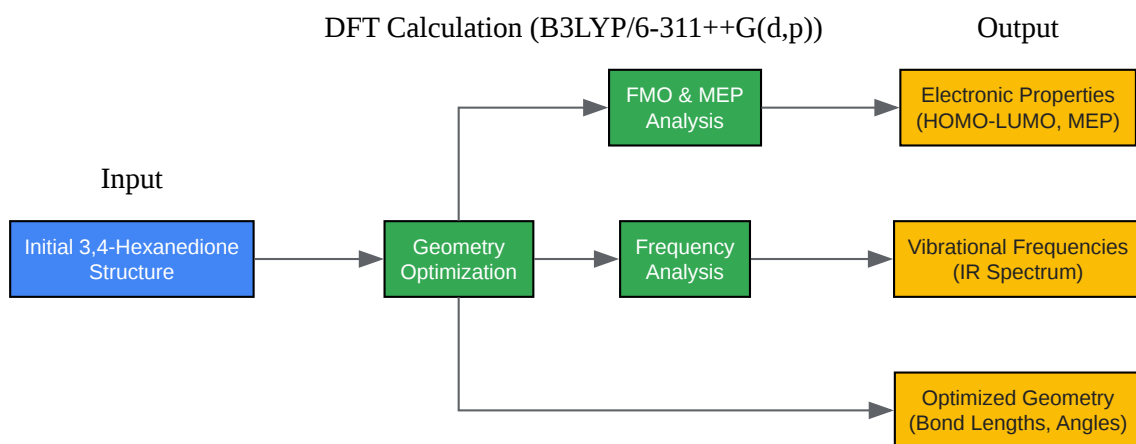 DFT Calculation (B3LYP/6-311++G(d,p))
Output
FMO & MEP
Analysis
Electronic Properties
(HOMO-LUMO, MEP)
Input
Initial 3,4-Hexanedione
Structure
Geometry
Optimization
Frequency
Analysis
Vibrational Frequencies
(IR Spectrum)
Optimized Geometry
(Bond Lengths, Angles)